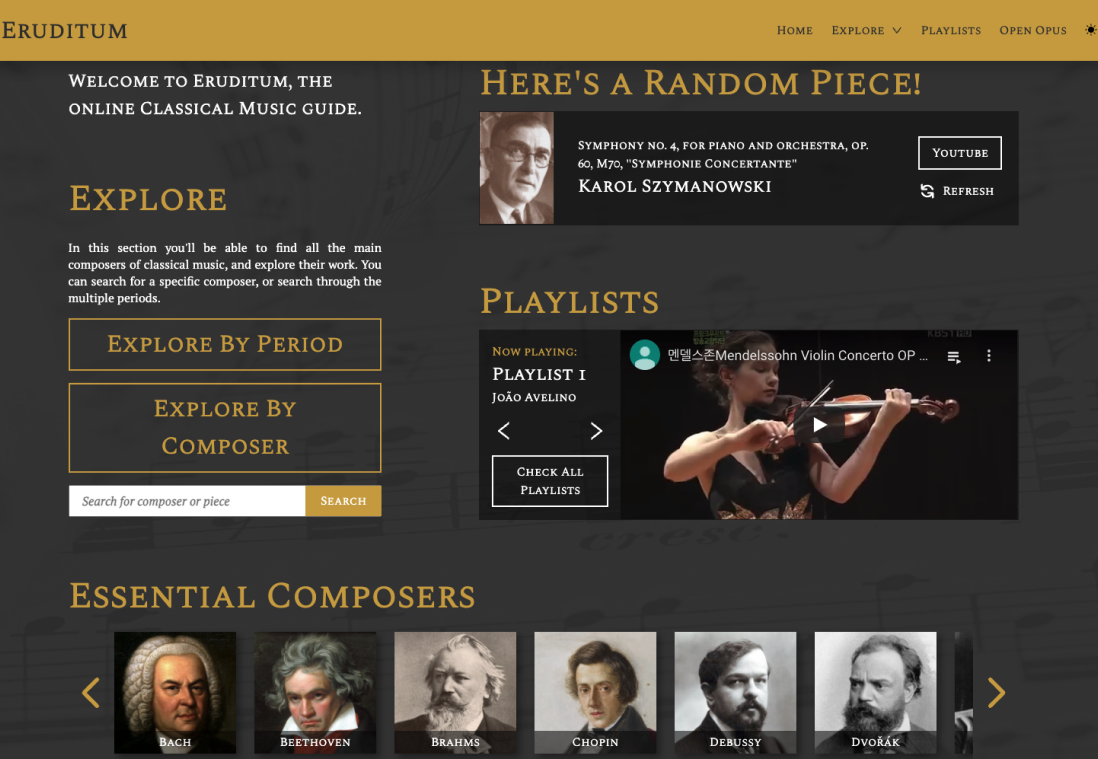 Eruditum
Home
Explore
Playlists
Open Opus
Welcome to Eruditum, the
online Classical Music guide.
Explore
In this section you'll be able to find all the main
composers of classical music, and explore their work. You
can search for a specific composer, or search through the
multiple periods.
Explore By Period
Explore By
Composer
Search for composer or piece
Search
Here's a Random Piece!
Symphony no. 4, for piano and orchestra, op.
60, M70, "Symphonie Concertante"
Karol Szymanowski
Youtube
Refresh
Playlists
Now playing:
Playlist 1
João Avelino
Check All
Playlists
멘델스존Mendelssohn Violin Concerto OP ...
cresc.
Essential Composers
Bach
Beethoven
Brahms
Chopin
Debussy
Dvořák